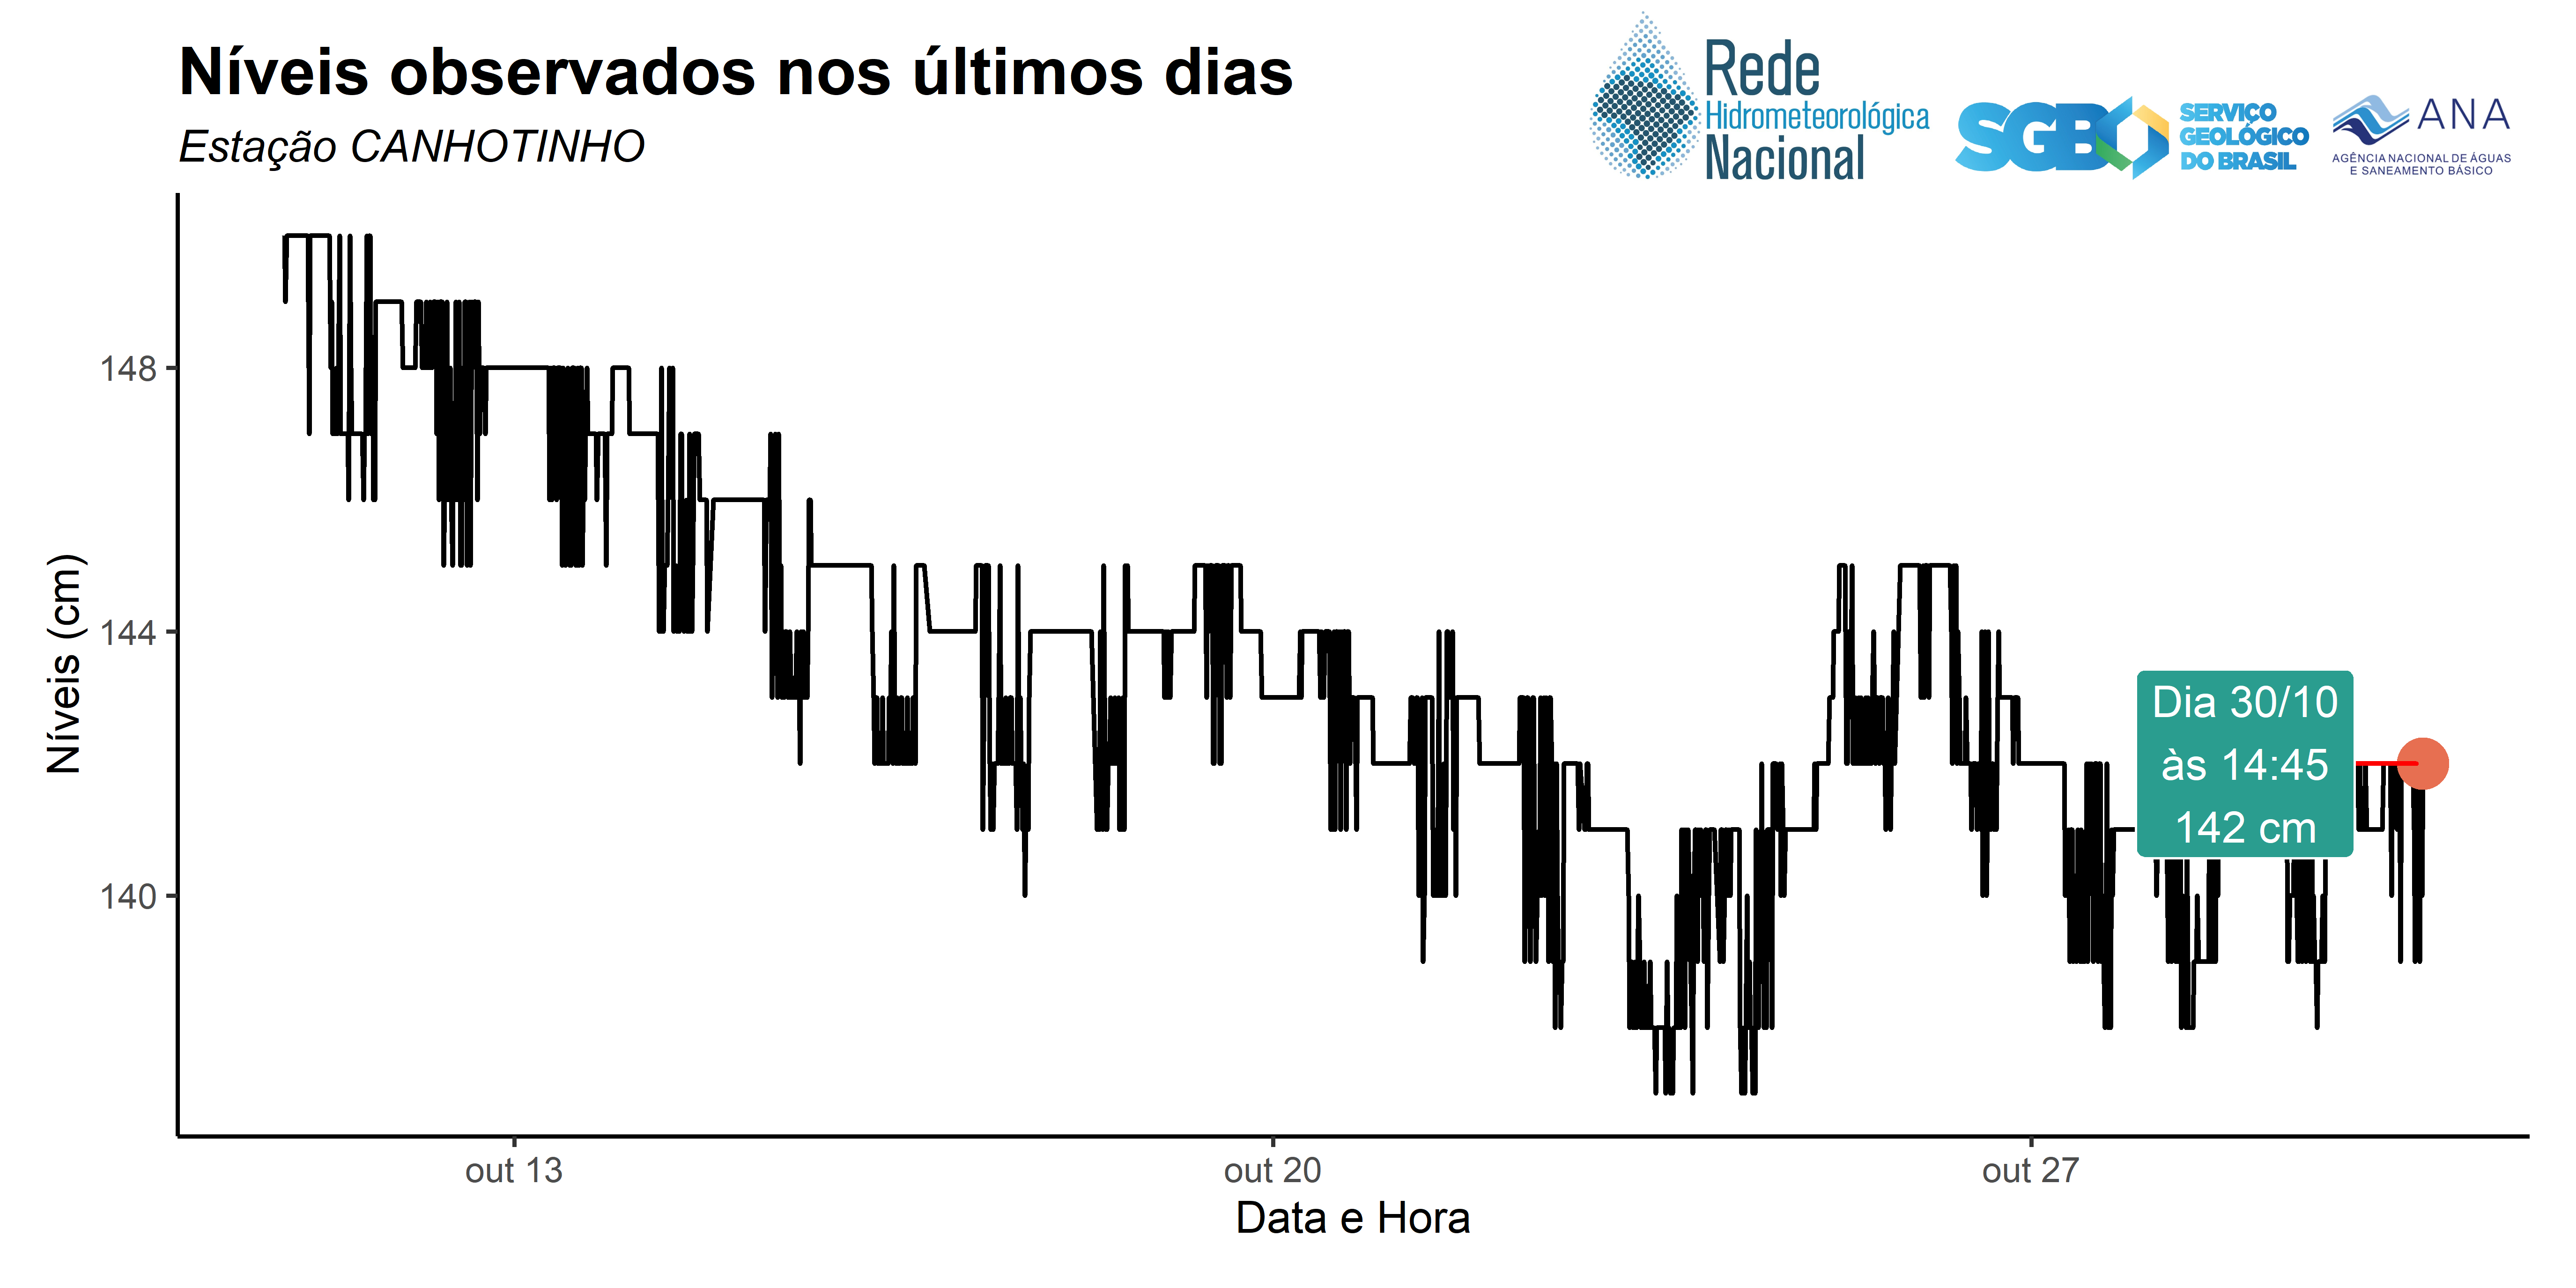 Níveis observados nos últimos dias
Estação CANHOTINHO
Rede
Hidrometeorológica
Nacional
SGB
SERVIÇO
GEOLÓGICO
DO BRASIL
ANA
AGÊNCIA NACIONAL DE ÁGUAS
E SANEAMENTO BÁSICO
Níveis (cm)
148
144
140
Dia 30/10
às 14:45
142 cm
out 13
out 20
out 27
Data e Hora